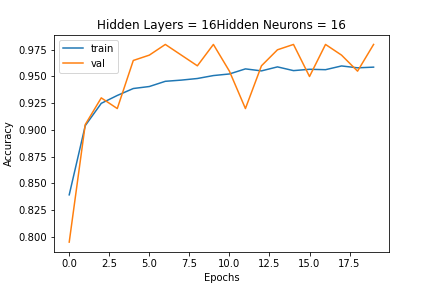 Hidden Layers = 16Hidden Neurons = 16
train
val
Accuracy
0.975
0.950
0.925
0.900
0.875
0.850
0.825
0.800
0.0 2.5 5.0 7.5 10.0 12.5 15.0 17.5
Epochs